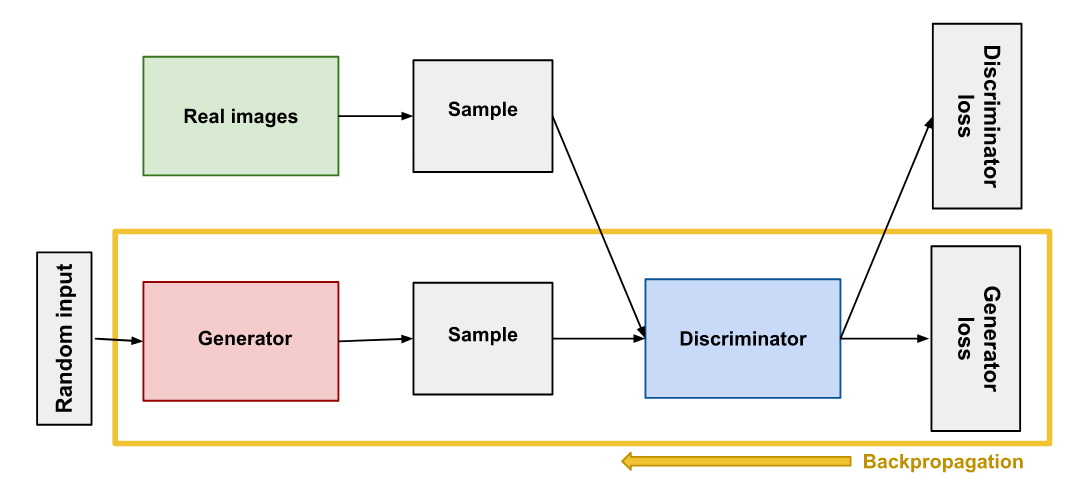 Real images
Sample
Discriminator
loss
Random input
Generator
Sample
Discriminator
Generator
loss
Backpropagation